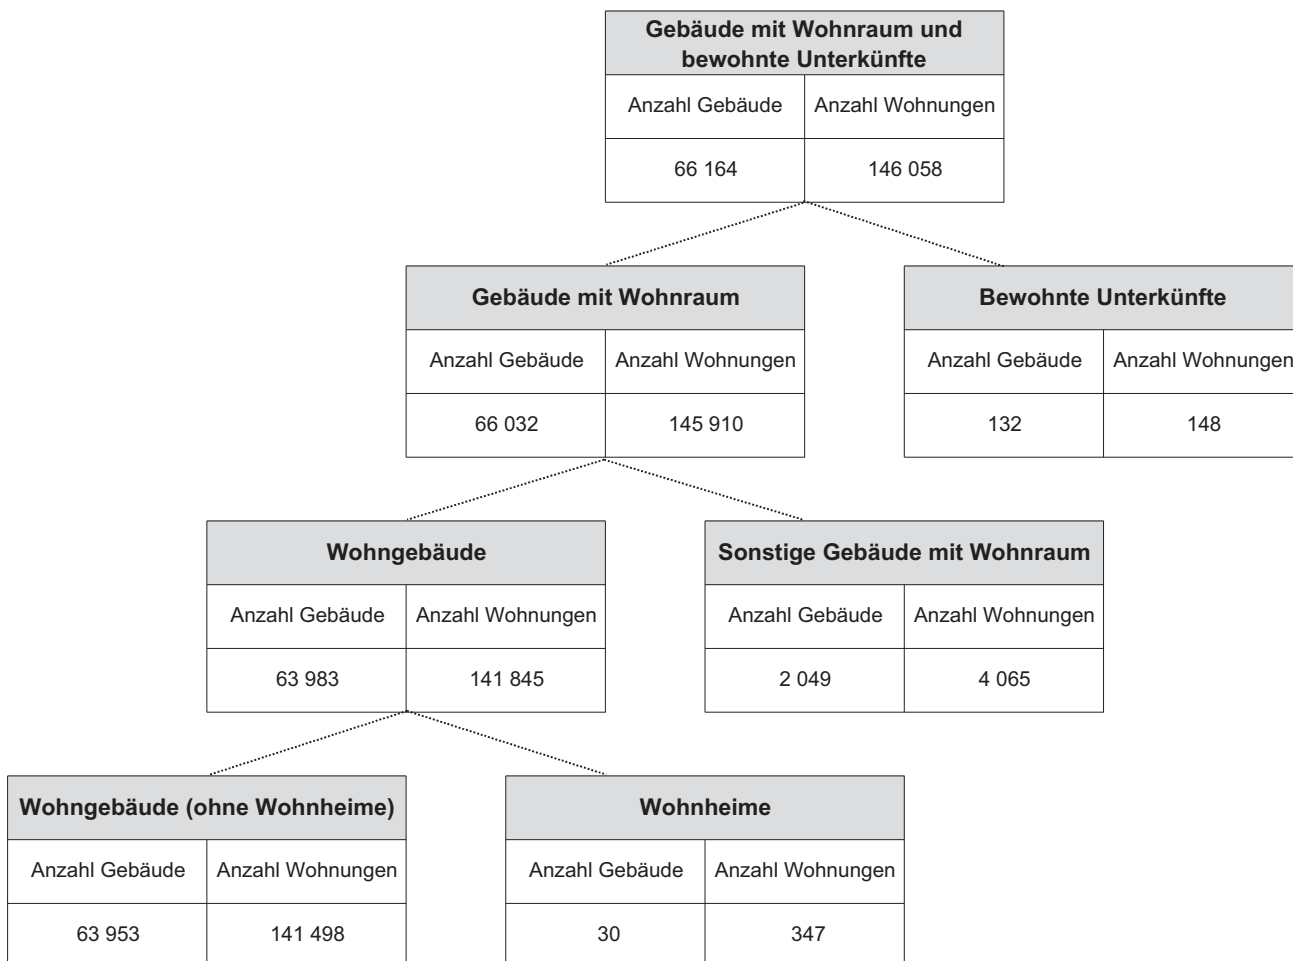 Gebäude mit Wohnraum und
bewohnte Unterkünfte
Anzahl Gebäude Anzahl Wohnungen
66 164 146 058
Gebäude mit Wohnraum Bewohnte Unterkünfte
Anzahl Gebäude Anzahl Wohnungen Anzahl Gebäude Anzahl Wohnungen
66 032 145 910 132 148
Wohngebäude Sonstige Gebäude mit Wohnraum
Anzahl Gebäude Anzahl Wohnungen Anzahl Gebäude Anzahl Wohnungen
63 983 141 845 2 049 4 065
Wohngebäude (ohne Wohnheime) Wohnheime
Anzahl Gebäude Anzahl Wohnungen Anzahl Gebäude Anzahl Wohnungen
63 953 141 498 30 347